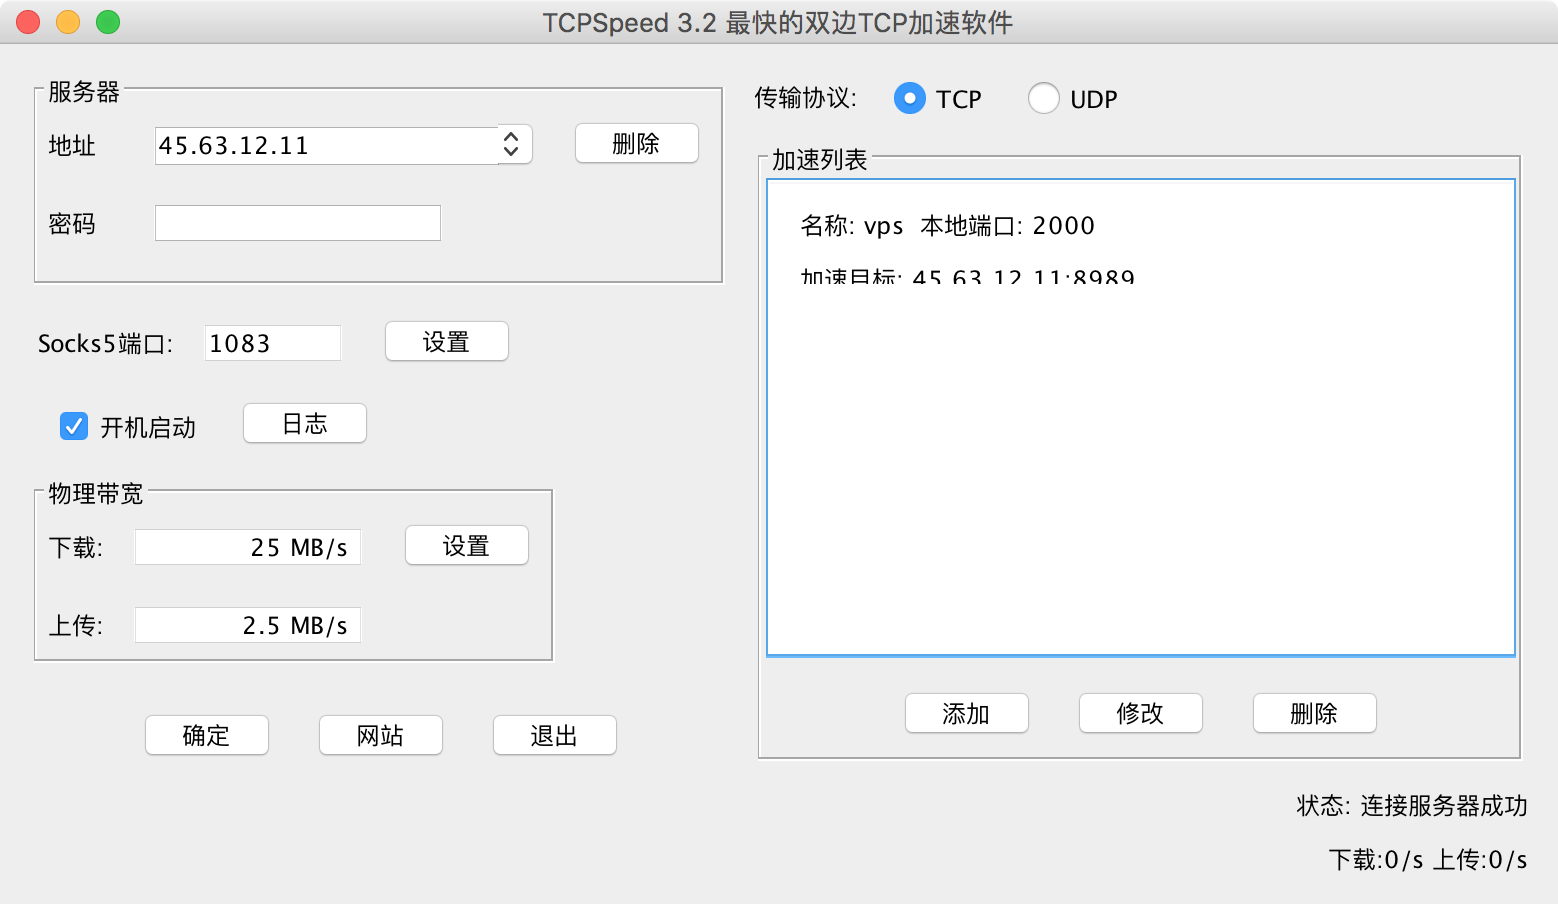 TCPSpeed 3.2 最快的双边TCP加速软件
服务器
地址
45.63.12.11
删除
密码
Socks5端口:
1083
设置
开机启动
日志
物理带宽
下载:
25 MB/s
设置
上传:
2.5 MB/s
确定
网站
退出
传输协议:
TCP
UDP
加速列表
名称: vps 本地端口: 2000
加速目标: 45.63.12.11:8989
添加
修改
删除
状态: 连接服务器成功
下载:0/s 上传:0/s